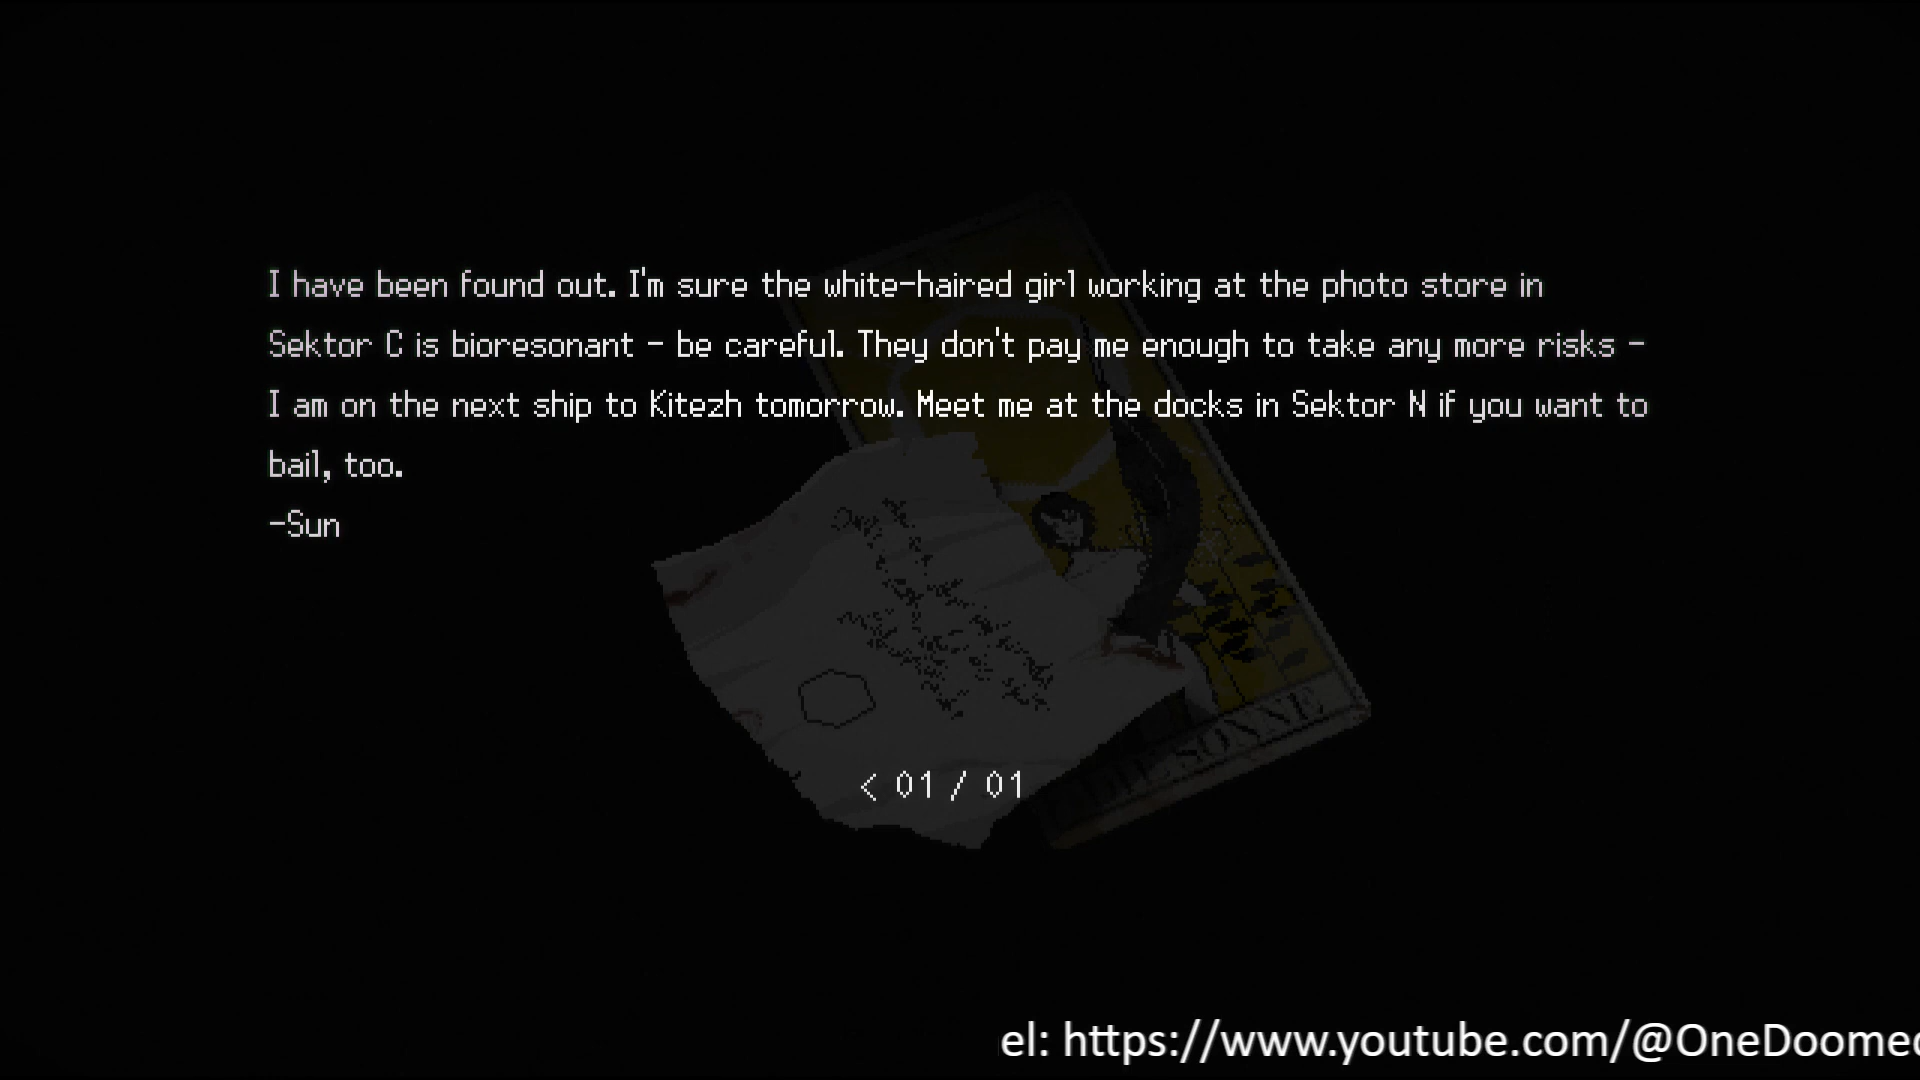 I have been found out. I'm sure the white-haired girl working at the photo store in
Sektor C is bioresonant - be careful. They don't pay me enough to take any more risks -
I am on the next ship to Kitezh tomorrow. Meet me at the docks in Sektor N if you want to
bail, too.
-Sun
SONNE
< 01 / 01
el: https://www.youtube.com/@OneDoomed